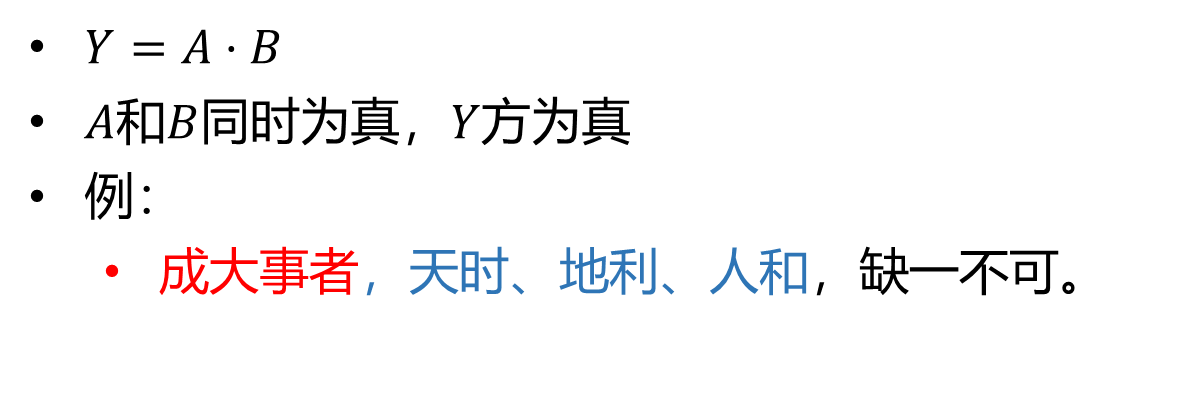 • Y = A · B
• A和B同时为真，Y方为真
• 例：
• 成大事者，天时、地利、人和，缺一不可。